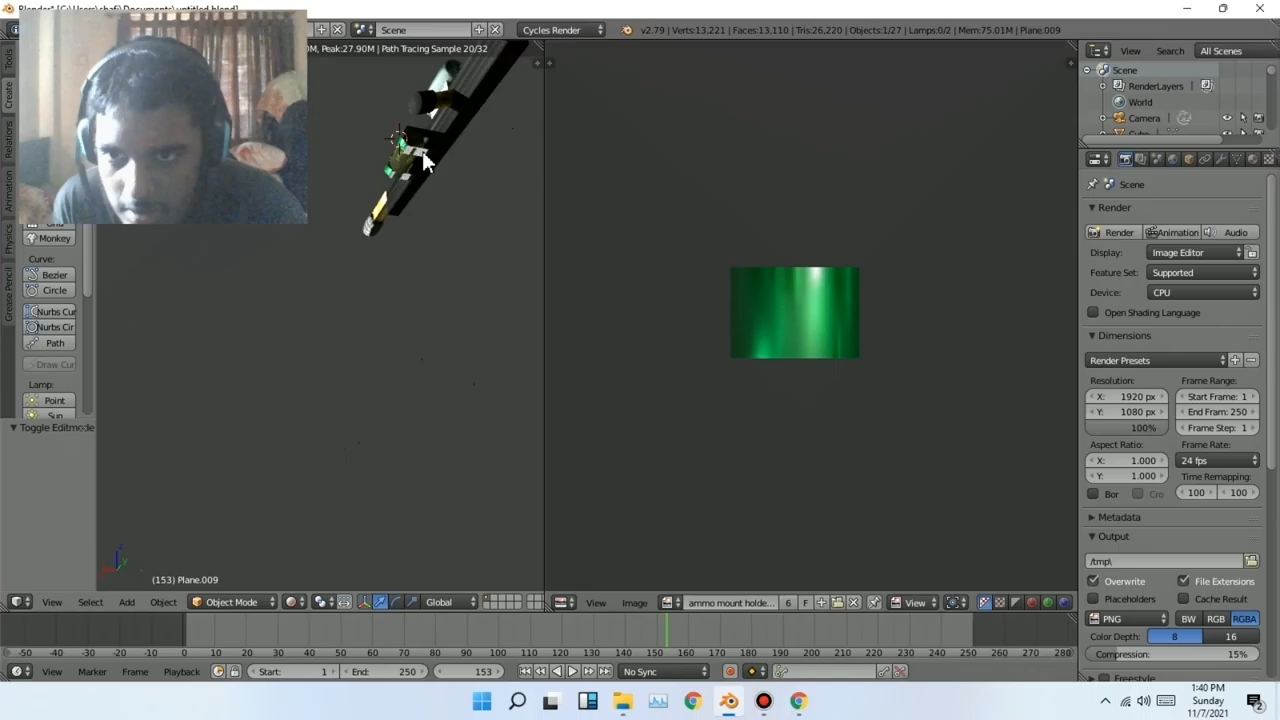 Blender* [C:\Users\shafi\Documents\untitled.blend]
Scene
Cycles Render
v2.79 | Verts:13,221 | Faces:13,110 | Tris:26,220 | Objects:1/27 | Lamps:0/2 | Mem:75.01M | Plane.009
0M, Peak:27.90M | Path Tracing Sample 20/32
View
Search
All Scenes
Scene
RenderLayers
World
Camera
Scene
Render
Render
Animation
Audio
Display:
Image Editor
Feature Set:
Supported
Device:
CPU
Open Shading Language
Dimensions
Render Presets
Resolution:
Frame Range:
X: 1920 px
Start Frame: 1
Y: 1080 px
End Fram: 250
100%
Frame Step: 1
Aspect Ratio:
Frame Rate:
X: 1.000
24 fps
Y: 1.000
Time Remapping:
Bor
Cro
100
100
Metadata
Output
/tmp\
Overwrite
File Extensions
Placeholders
Cache Result
PNG
BW
RGB
RGBA
Color Depth:
8
16
Compression:
15%
Freestyle
Tools
Create
Relations
Animation
Physics
Grease Pencil
Monkey
Curve:
Bezier
Circle
Nurbs Cur
Nurbs Cir
Path
Draw Cur
Lamp:
Point
Sun
Toggle Editmode
(153) Plane.009
View
Select
Add
Object
Object Mode
Global
View
Image
ammo mount holde...
6
F
View
-50 -40 -30 -20 -10 0 10 20 30 40 50 60 70 80 90 100 110 120 130 140 150 160 170 180 190 200 210 220 230 240 250 260 270 280
View
Marker
Frame
Playback
Start: 1
End: 250
153
No Sync
1:40 PM
Sunday
11/7/2021
2